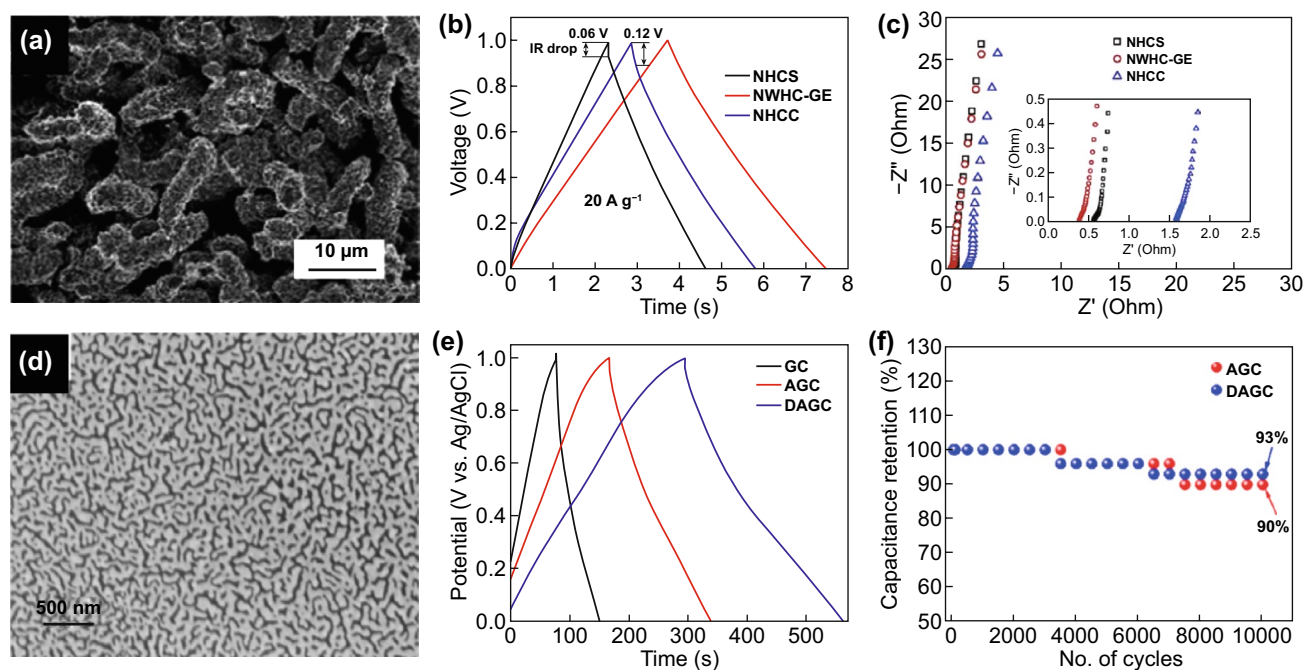 (a)
10 µm
(b)
0.06 V
0.12 V
IR drop
NHCS
NWHC-GE
NHCC
20 A g⁻¹
1.0
0.8
0.6
0.4
0.2
0.0
Voltage (V)
0 1 2 3 4 5 6 7 8
Time (s)
(c)
NHCS
NWHC-GE
NHCC
30
25
20
15
10
5
0
−Z″ (Ohm)
0 5 10 15 20 25 30
Z′ (Ohm)
0.5
0.4
0.3
0.2
0.1
0.0
−Z″ (Ohm)
0.0 0.5 1.0 1.5 2.0 2.5
Z′ (Ohm)
(d)
500 nm
(e)
GC
AGC
DAGC
1.0
0.8
0.6
0.4
0.2
0.0
Potential (V vs. Ag/AgCl)
0 100 200 300 400 500
Time (s)
(f)
AGC
DAGC
93%
90%
130
120
110
100
90
80
70
60
50
Capacitance retention (%)
0 2000 4000 6000 8000 10000
No. of cycles